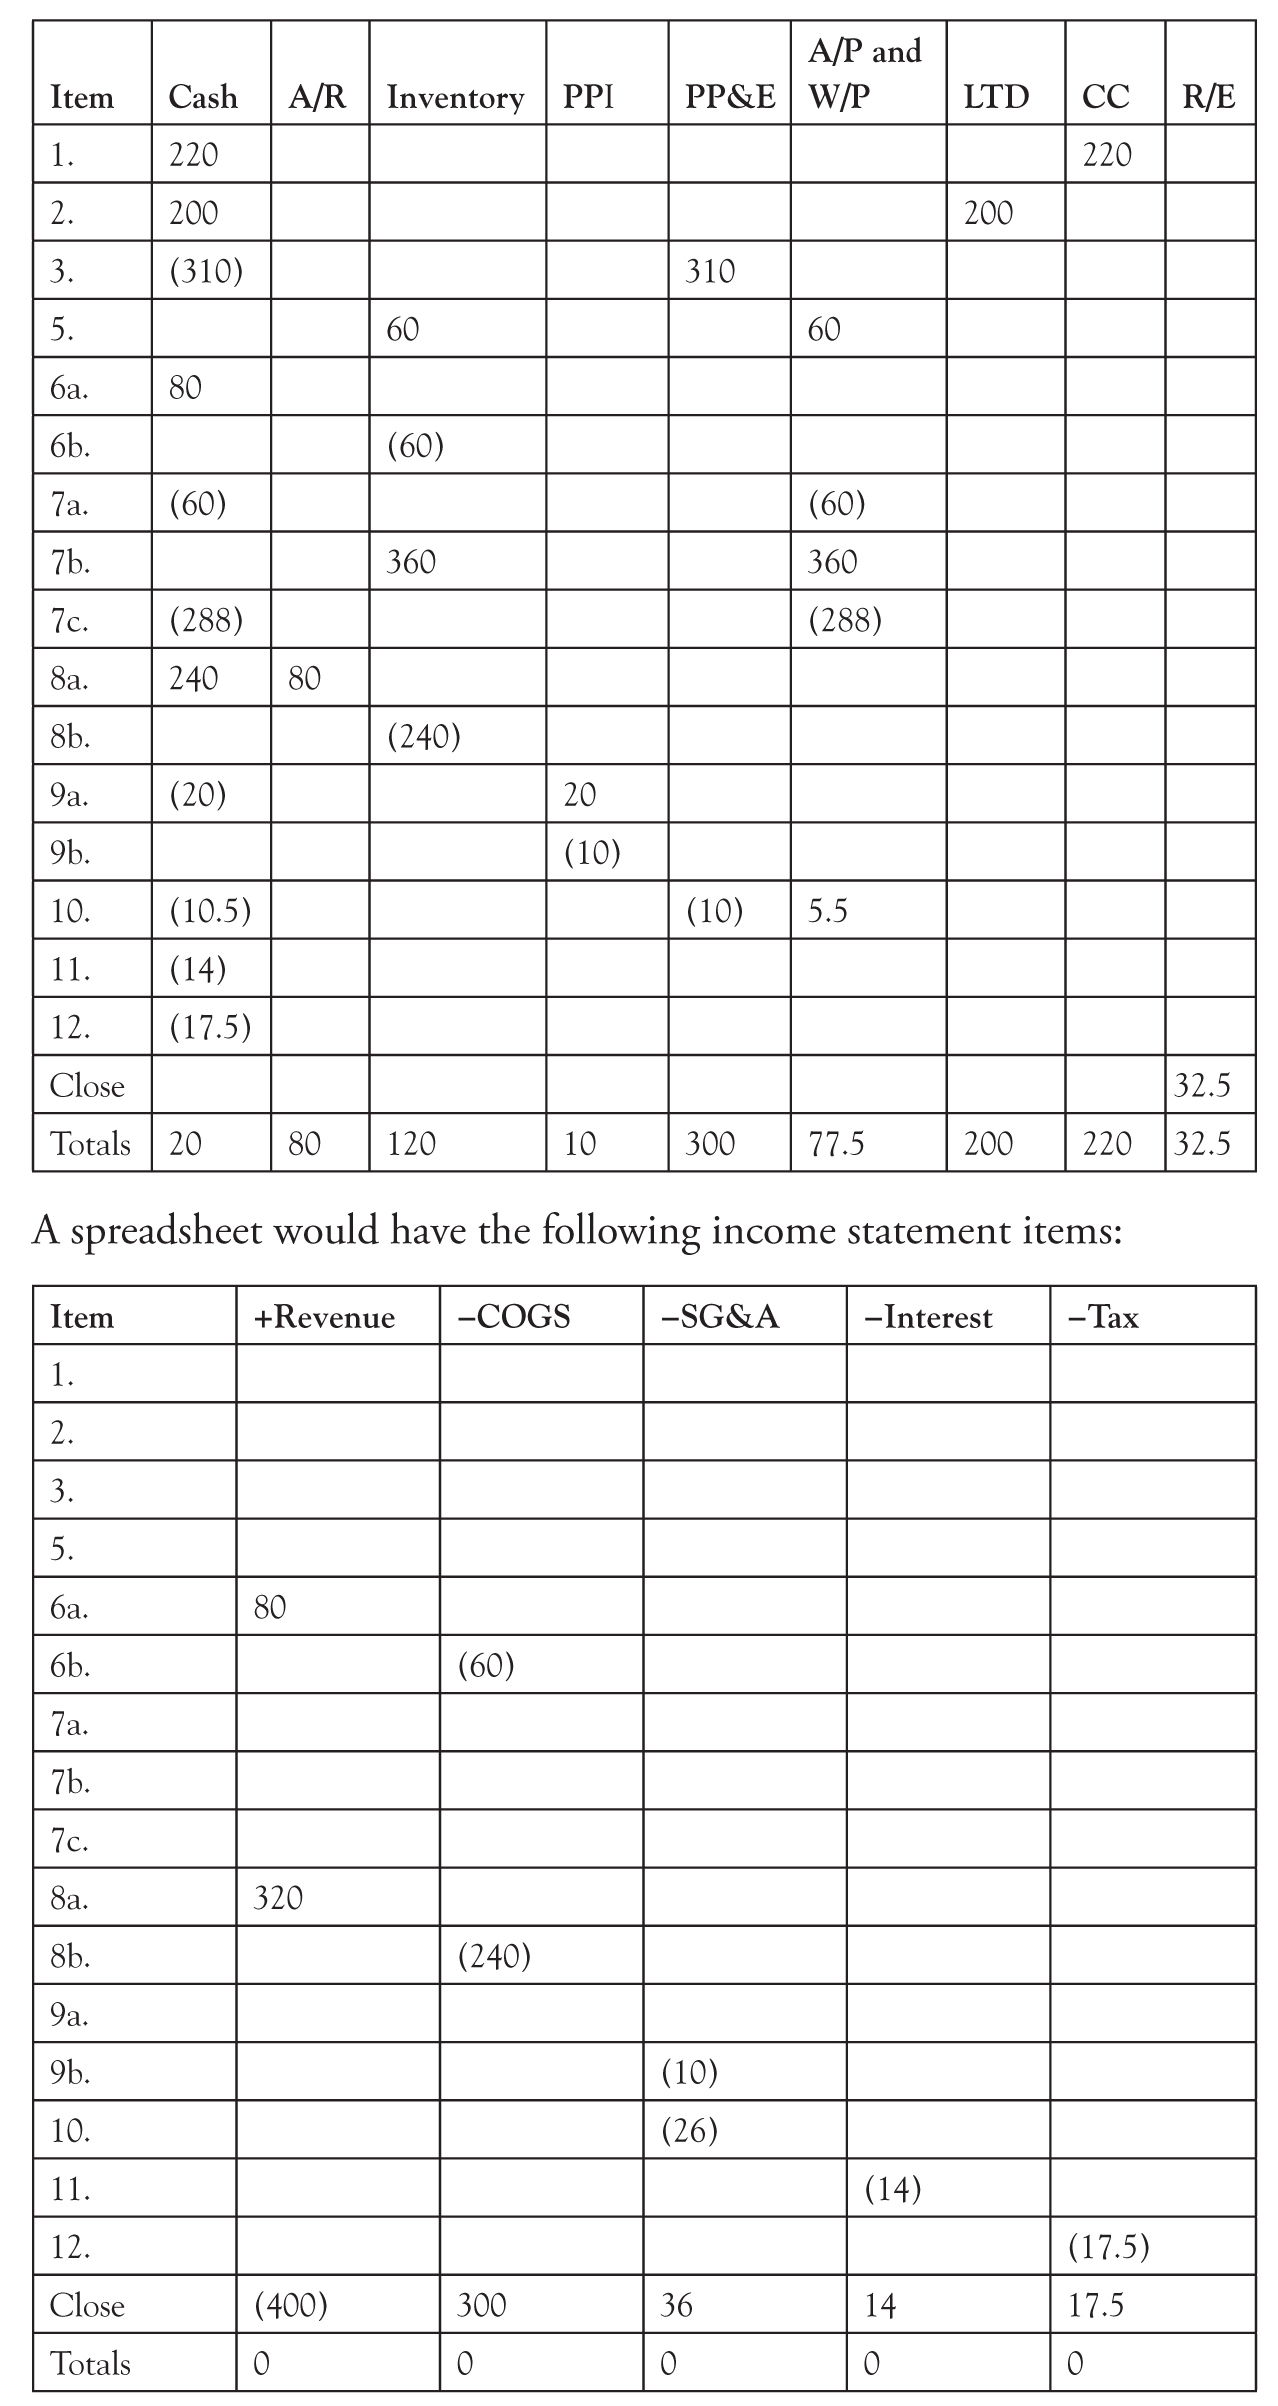 Item Cash A/R Inventory PPI PP&E A/P and W/P LTD CC R/E
1. 220 220
2. 200 200
3. (310) 310
5. 60 60
6a. 80
6b. (60)
7a. (60) (60)
7b. 360 360
7c. (288) (288)
8a. 240 80
8b. (240)
9a. (20) 20
9b. (10)
10. (10.5) (10) 5.5
11. (14)
12. (17.5)
Close 32.5
Totals 20 80 120 10 300 77.5 200 220 32.5
A spreadsheet would have the following income statement items:
Item +Revenue –COGS –SG&A –Interest –Tax
1.
2.
3.
5.
6a. 80
6b. (60)
7a.
7b.
7c.
8a. 320
8b. (240)
9a.
9b. (10)
10. (26)
11. (14)
12. (17.5)
Close (400) 300 36 14 17.5
Totals 0 0 0 0 0